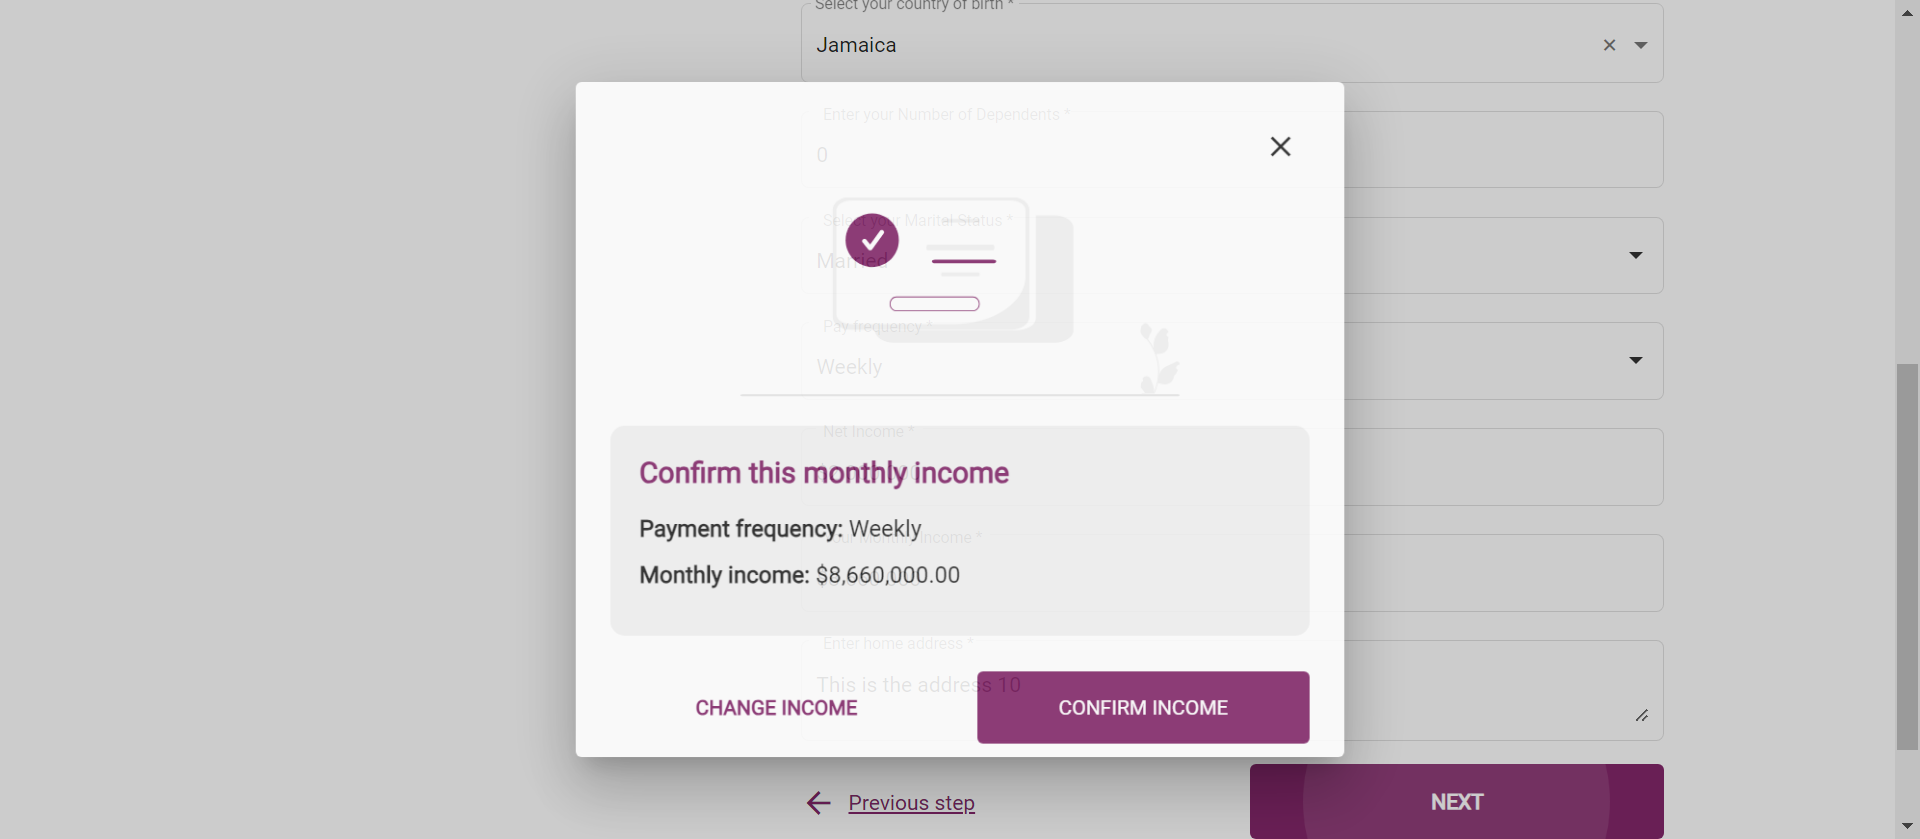 Select your country of birth *
Jamaica
Enter your Number of Dependents *
0
Select your Marital Status *
Married
Pay frequency *
Weekly
Net Income *
Confirm this monthly income
Payment frequency: Weekly
Your Monthly Income *
Monthly income: $8,660,000.00
Enter home address *
This is the address 10
CHANGE INCOME
CONFIRM INCOME
Previous step
NEXT